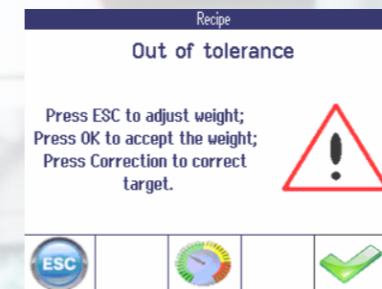 Recipe
Out of tolerance
Press ESC to adjust weight;
Press OK to accept the weight;
Press Correction to correct
target.
ESC